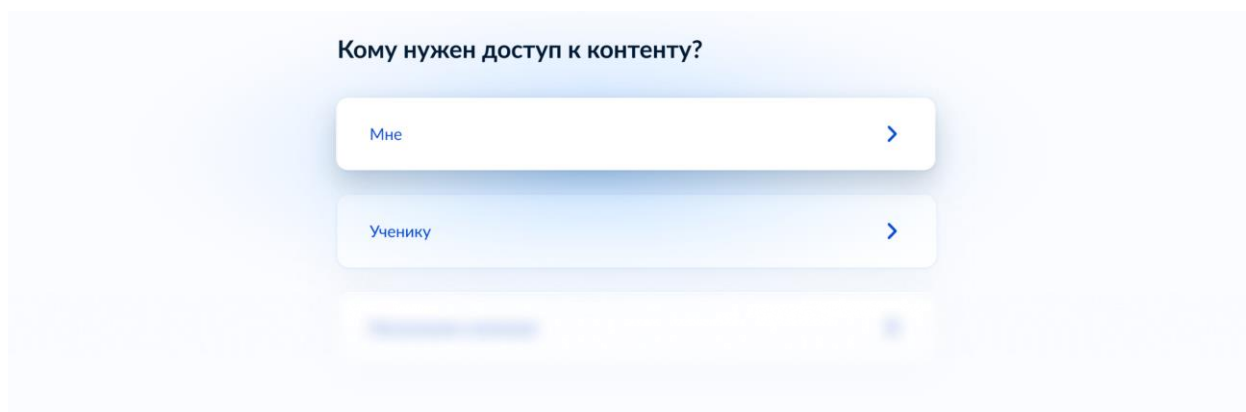 Кому нужен доступ к контенту?
Мне
Ученику